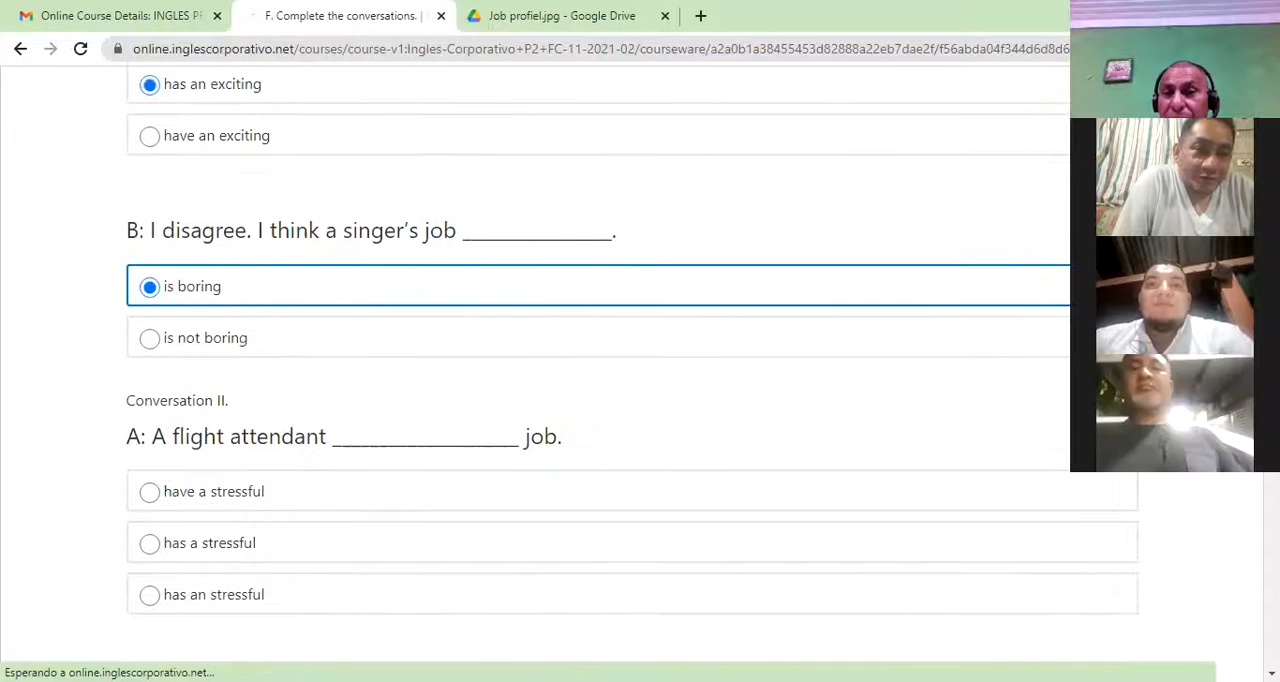 Online Course Details: INGLES PF
F. Complete the conversations. |
Job profiel.jpg - Google Drive
online.inglescorporativo.net/courses/course-v1:Ingles-Corporativo+P2+FC-11-2021-02/courseware/a2a0b1a38455453d82888a22eb7dae2f/f56abda04f344d6d8d6
has an exciting
have an exciting
B: I disagree. I think a singer's job ______________.
is boring
is not boring
Conversation II.
A: A flight attendant __________________ job.
have a stressful
has a stressful
has an stressful
Esperando a online.inglescorporativo.net...